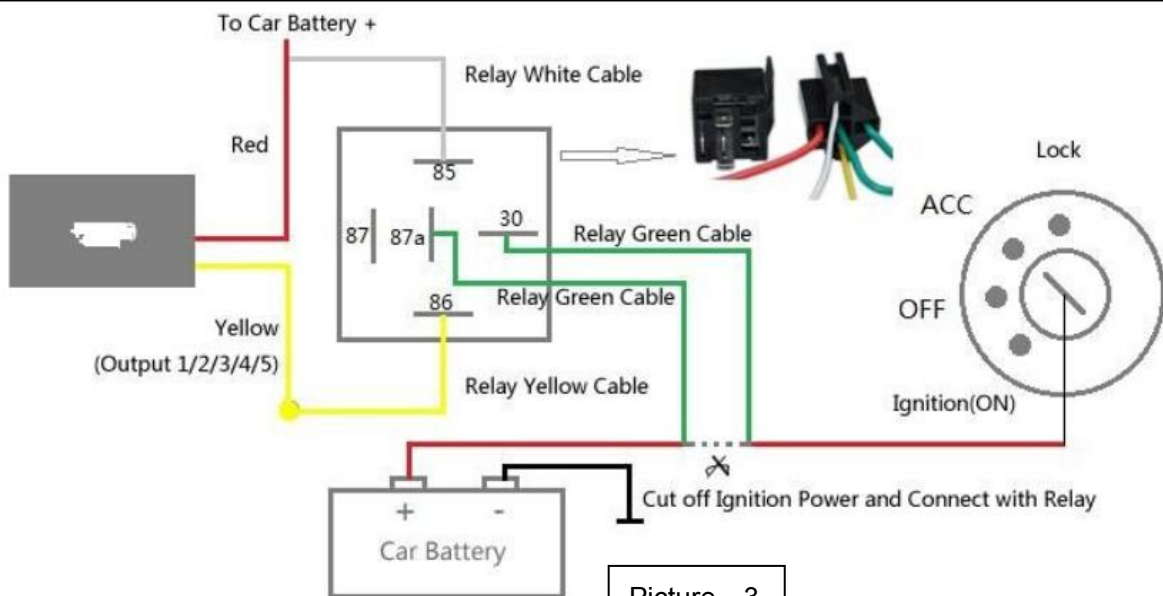 To Car Battery +
Relay White Cable
Red
85
Lock
ACC
87
87a
30
Relay Green Cable
Relay Green Cable
OFF
86
Yellow
(Output 1/2/3/4/5)
Relay Yellow Cable
Ignition(ON)
Cut off Ignition Power and Connect with Relay
+
-
Car Battery
Picture 3